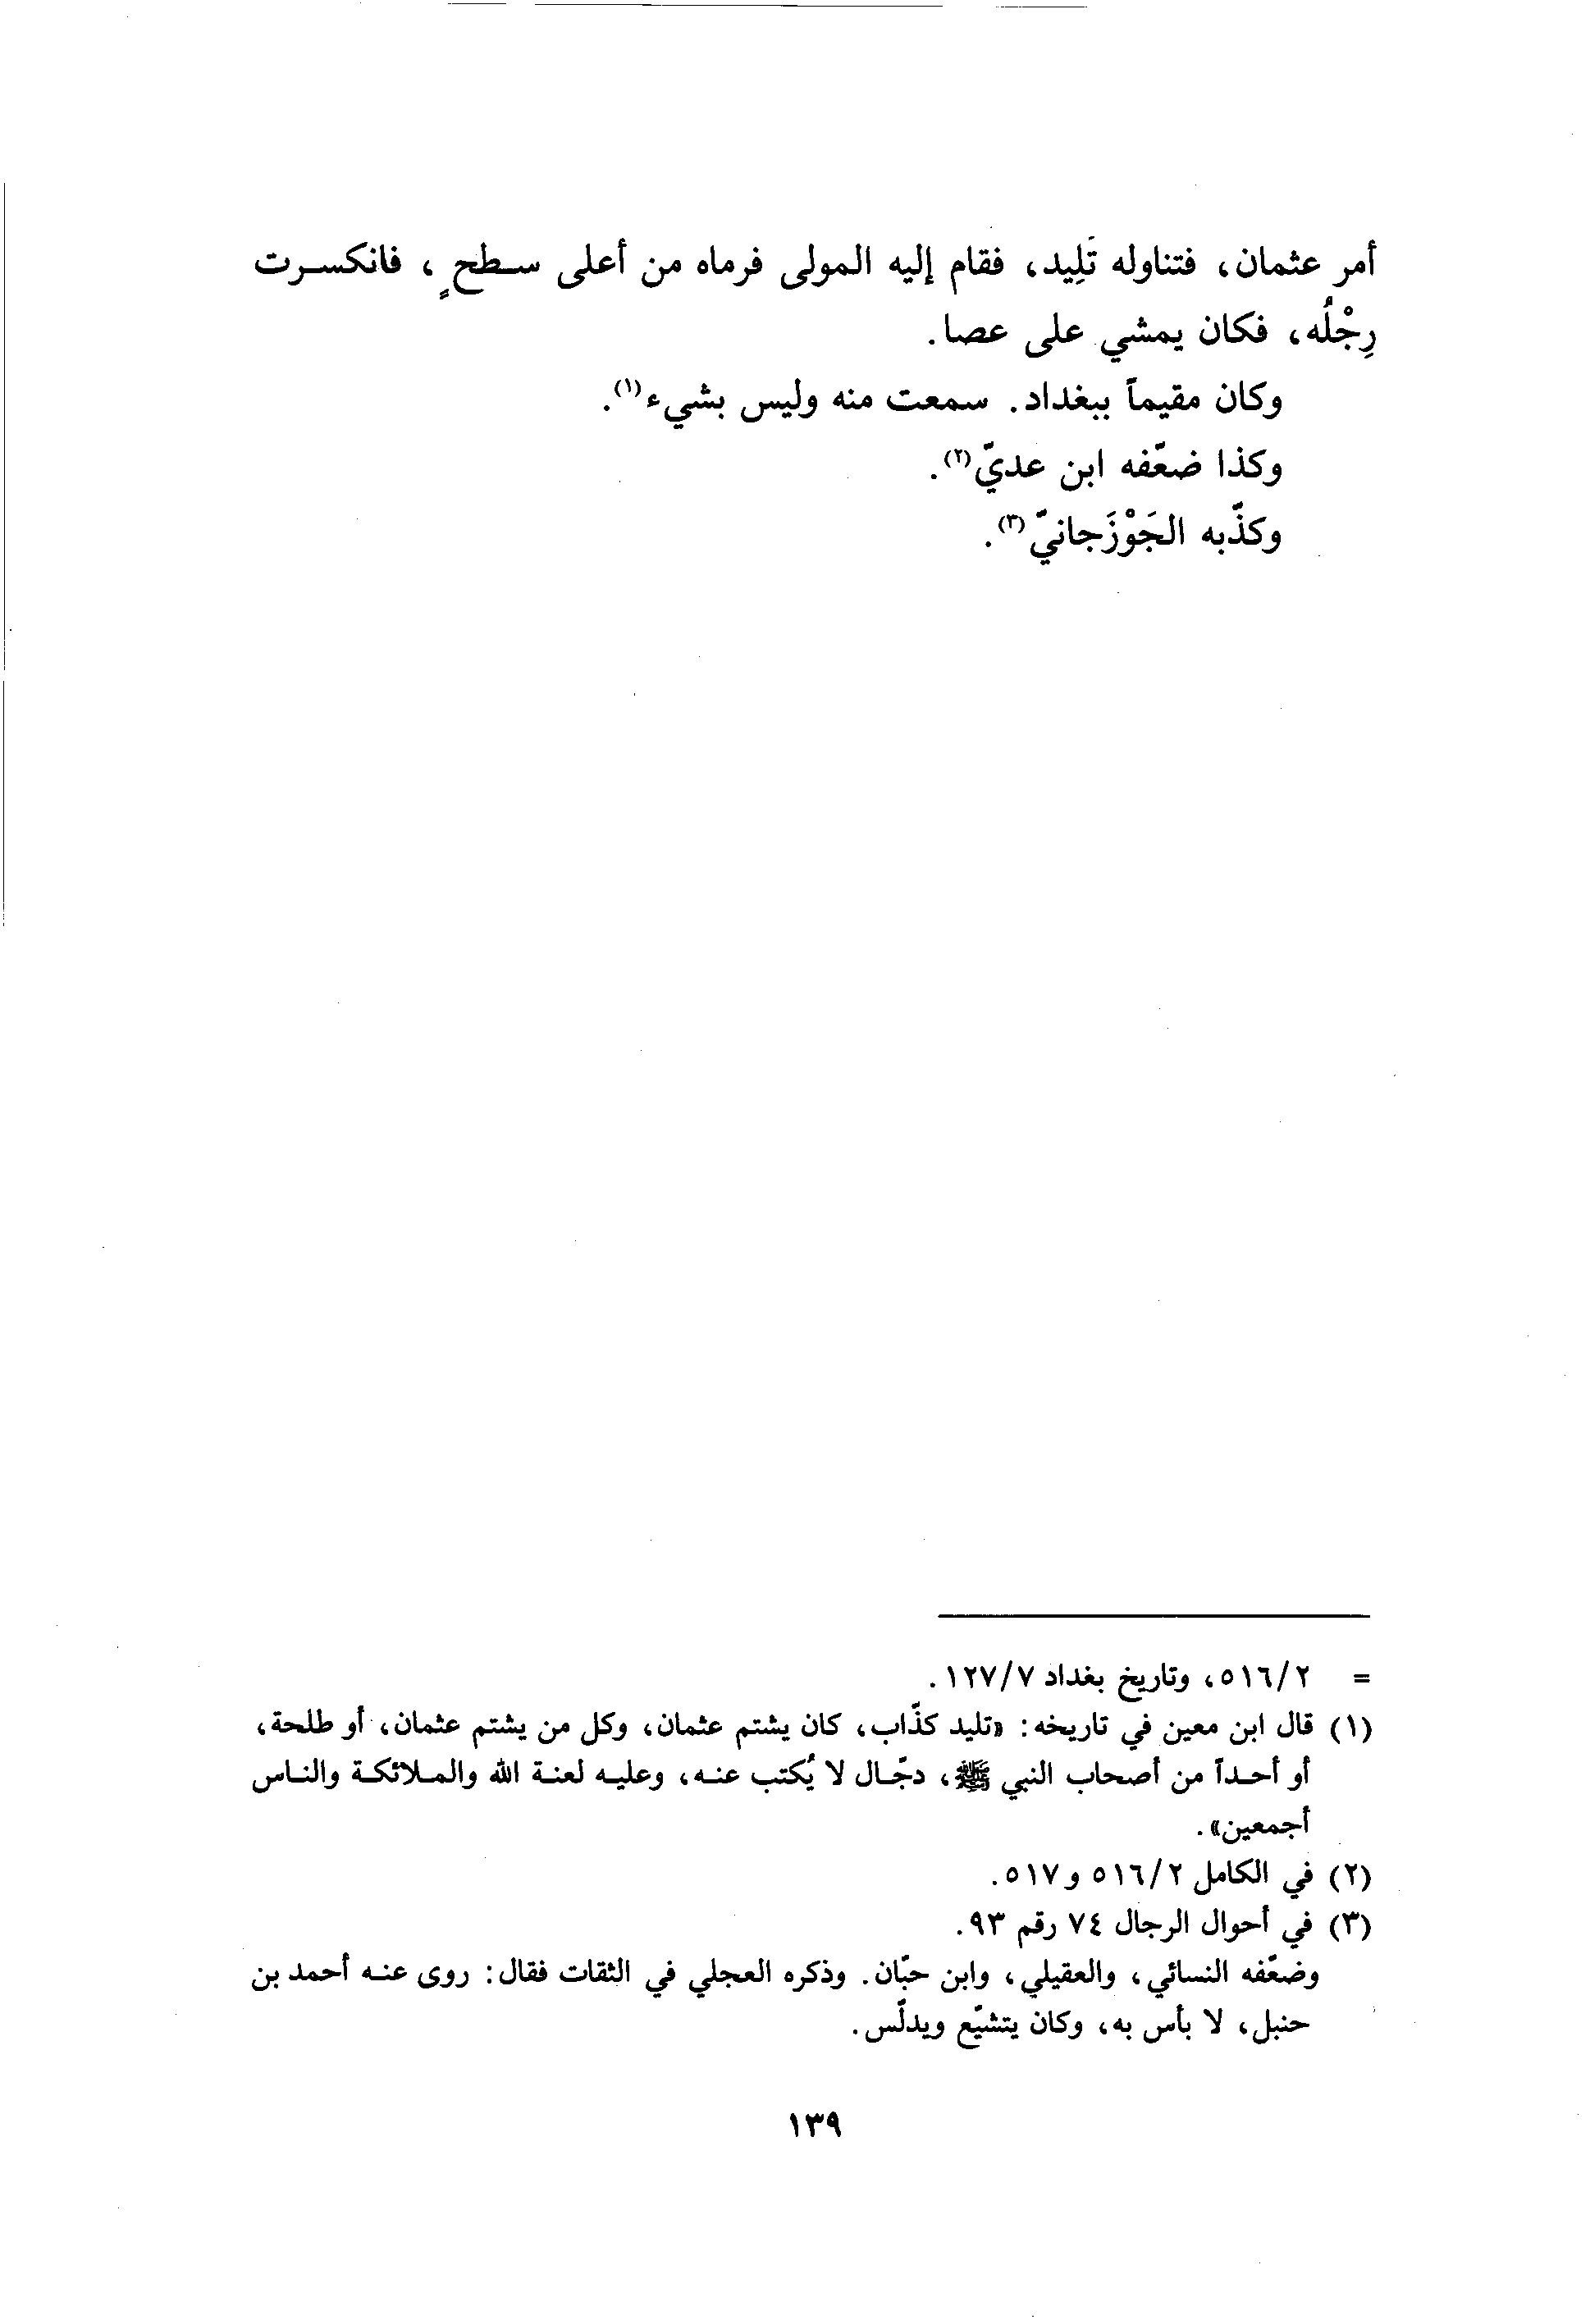 أمر عثمان، فتناوله تَلِيد، فقام إليه المولى فرماه من أعلى سطحٍ، فانكسرت
رِجْلُه، فكان يمشي على عصا.
وكان مقيماً ببغداد. سمعت منه وليس بشيء(١).
وكذا ضعّفه ابن عديّ(٢).
وكذّبه الجَوْزَجانيّ(٣).
= ٥١٦/٢، وتاريخ بغداد ١٢٧/٧.
(١) قال ابن معين في تاريخه: «تليد كذّاب، كان يشتم عثمان، وكل من يشتم عثمان، أو طلحة،
أو أحداً من أصحاب النبي ﷺ، دجّال لا يُكتب عنه، وعليه لعنة الله والملائكة والناس
أجمعين».
(٢) في الكامل ٥١٦/٢ و٥١٧.
(٣) في أحوال الرجال ٧٤ رقم ٩٣.
وضعّفه النسائي، والعقيلي، وابن حبّان. وذكره العجلي في الثقات فقال: روى عنه أحمد بن
حنبل، لا بأس به، وكان يتشيّع ويدلّس.
١٣٩